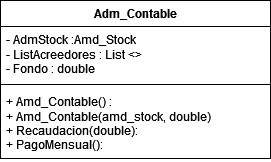 Adm_Contable
- AdmStock :Amd_Stock
- ListAcreedores : List <>
- Fondo : double
+ Amd_Contable() :
+ Amd_Contable(amd_stock, double)
+ Recaudacion(double):
+ PagoMensual():